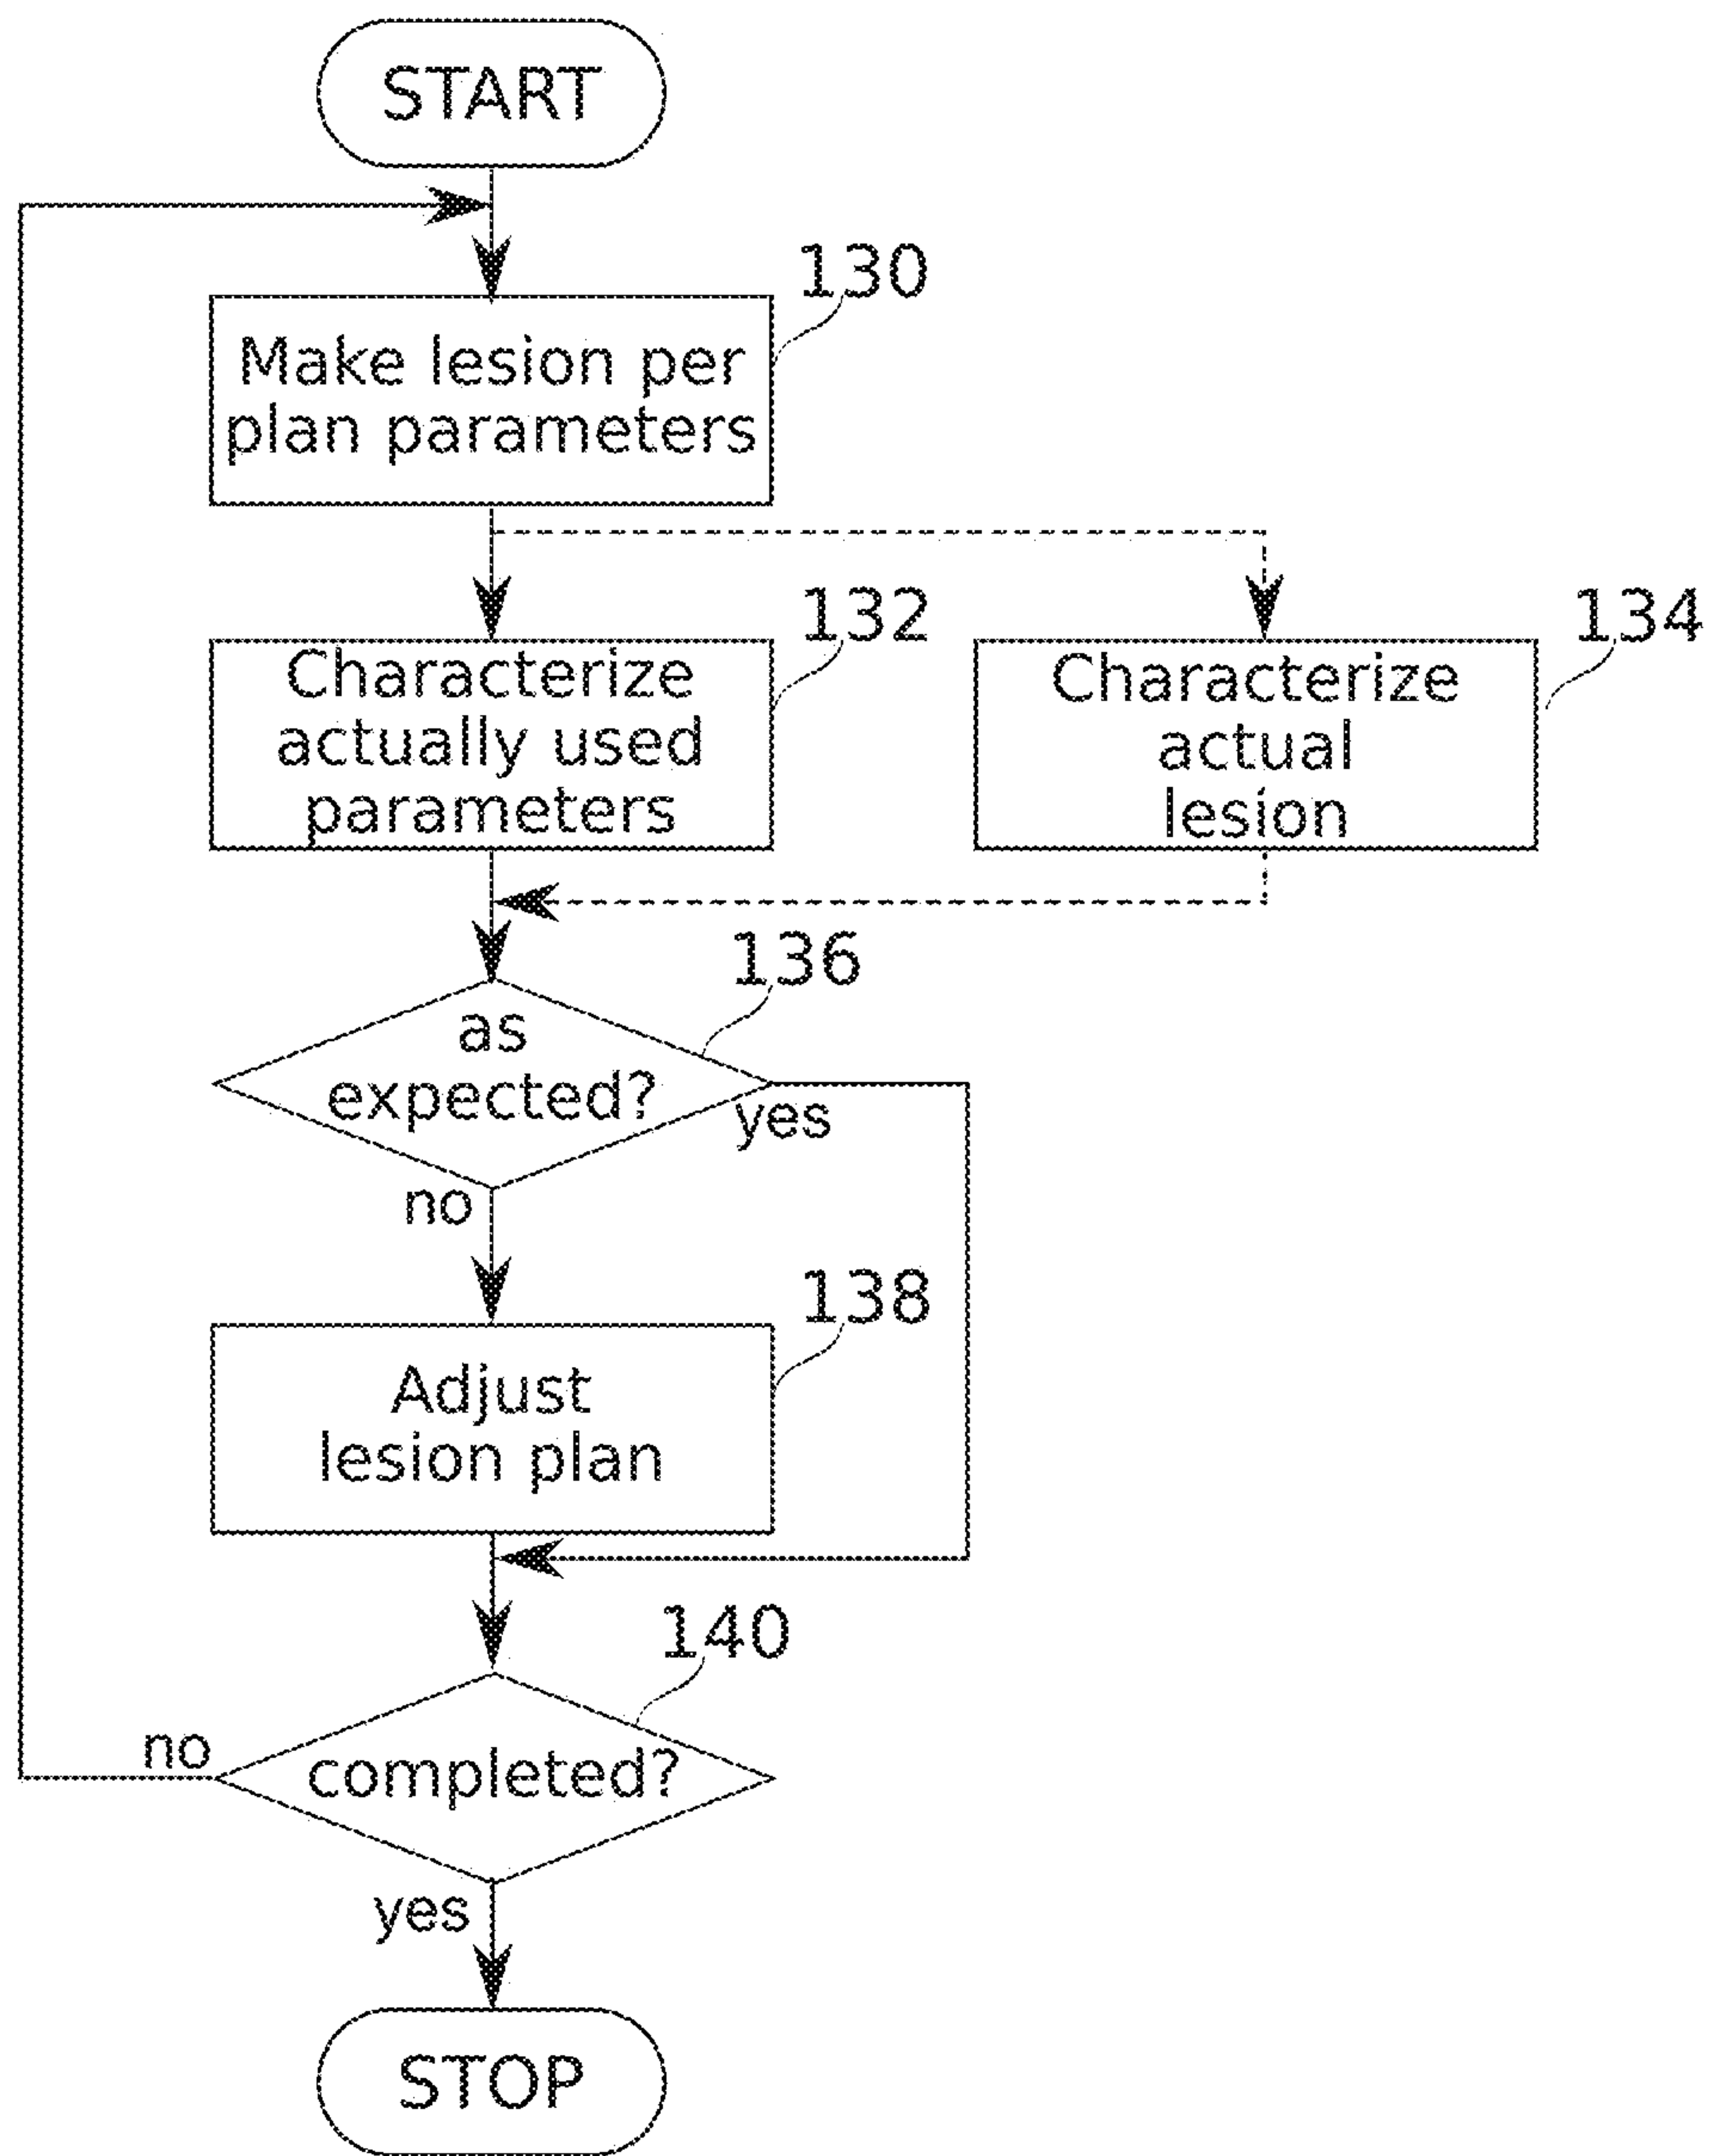 START
130
Make lesion per
plan parameters
132
Characterize
actually used
parameters
134
Characterize
actual
lesion
136
as
expected?
yes
no
138
Adjust
lesion plan
140
completed?
no
yes
STOP